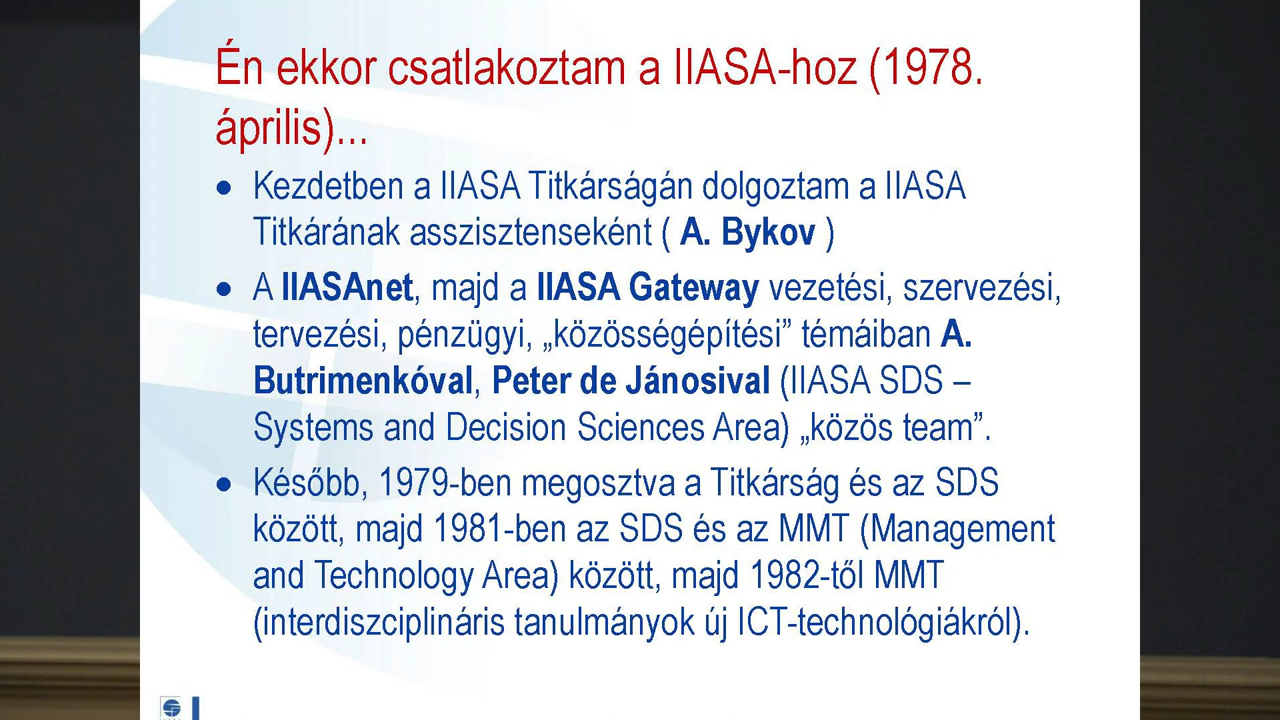 Én ekkor csatlakoztam a IIASA-hoz (1978.
április)...
• Kezdetben a IIASA Titkárságán dolgoztam a IIASA
Titkárának asszisztenseként ( A. Bykov )
• A IIASAnet, majd a IIASA Gateway vezetési, szervezési,
tervezési, pénzügyi, „közösségépítési” témáiban A.
Butrimenkóval, Peter de Jánosival (IIASA SDS –
Systems and Decision Sciences Area) „közös team”.
• Később, 1979-ben megosztva a Titkárság és az SDS
között, majd 1981-ben az SDS és az MMT (Management
and Technology Area) között, majd 1982-től MMT
(interdiszciplináris tanulmányok új ICT-technológiákról).